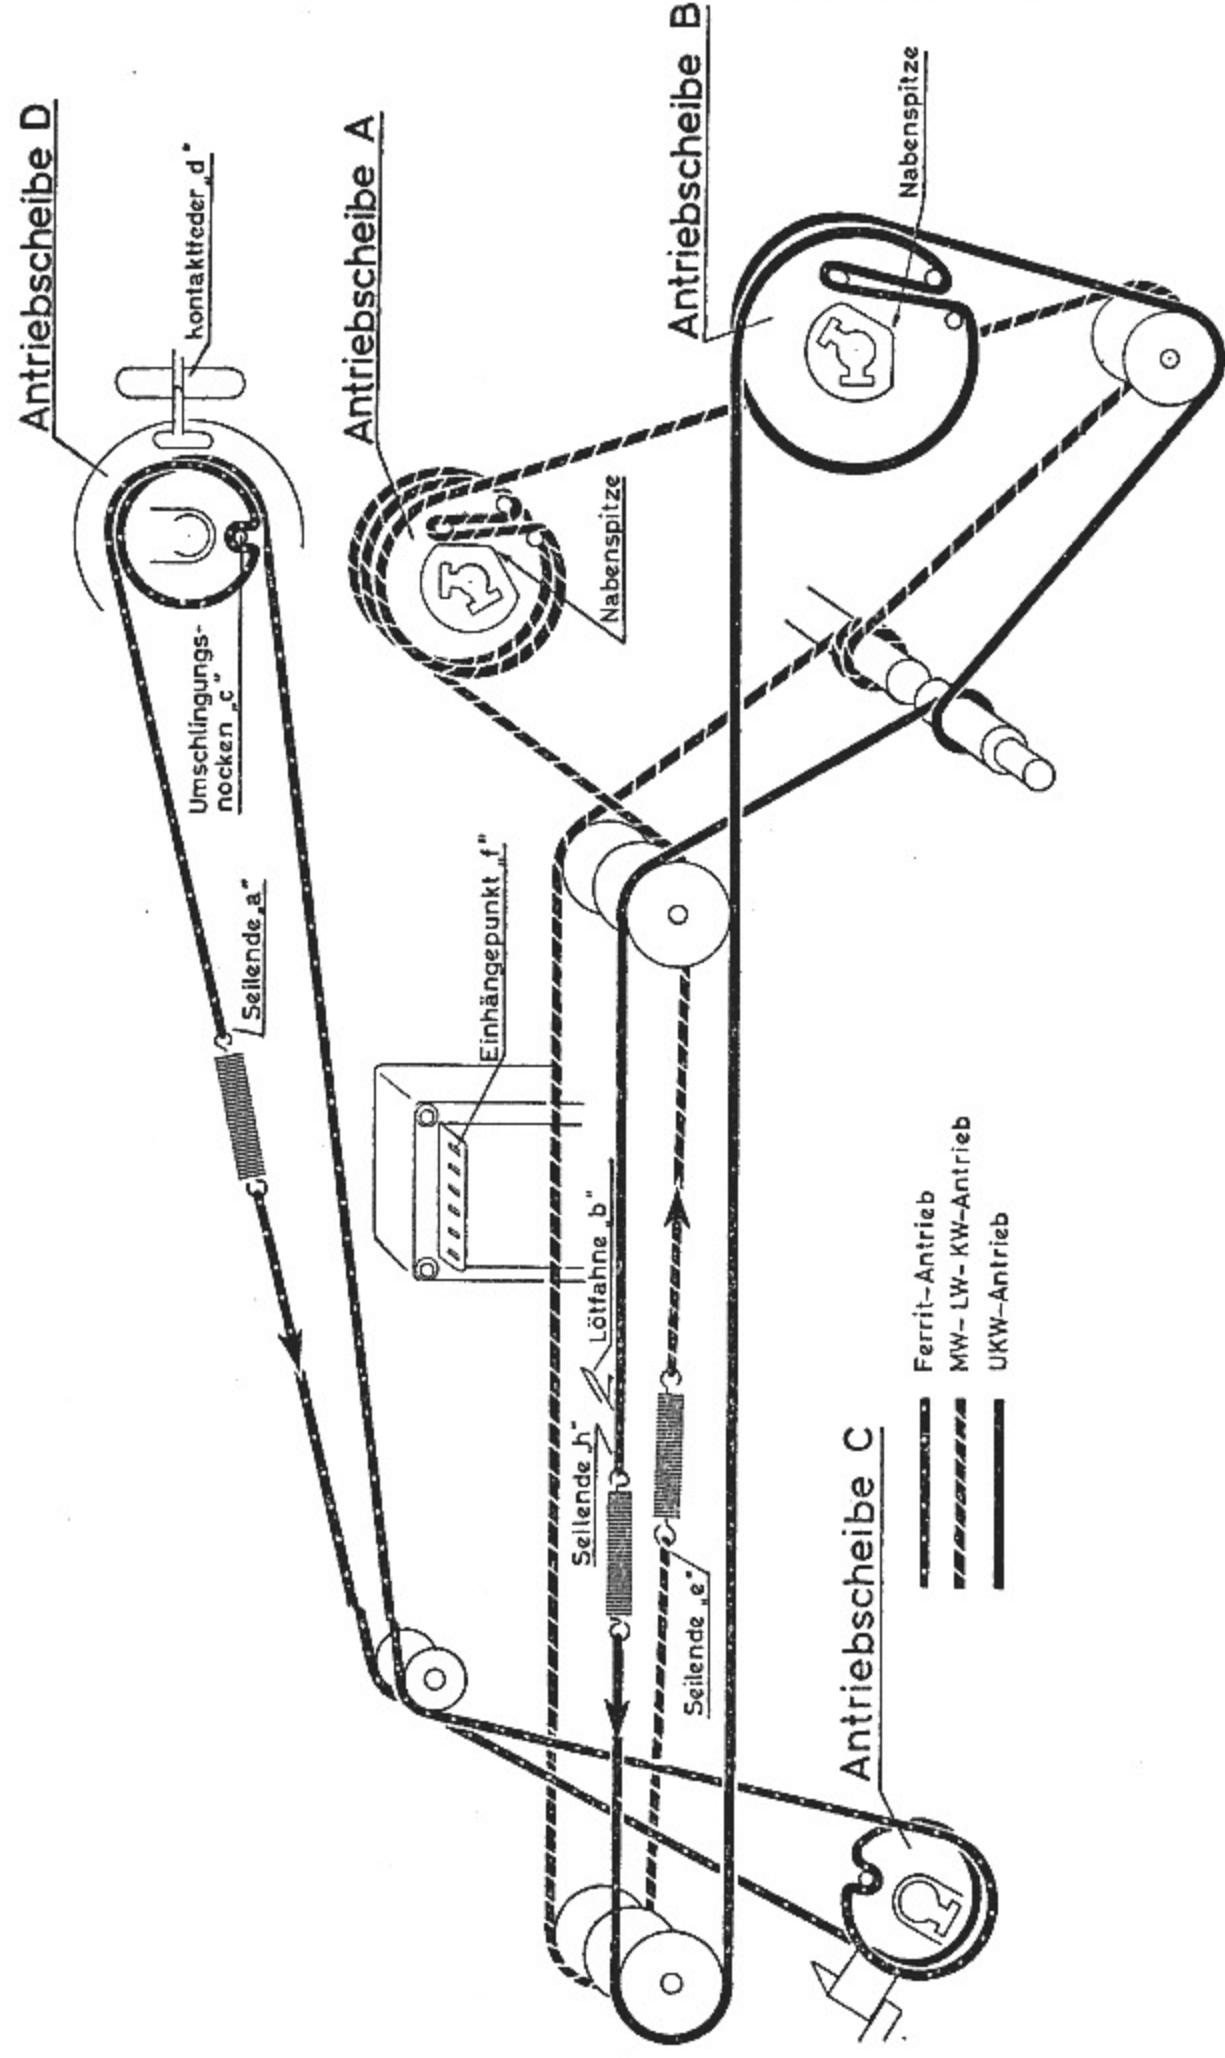 Antriebscheibe D
kontaktfeder „d"
Antriebscheibe A
Antriebscheibe B
Nabenspitze
Nabenspitze
Umschlingungs-
nocken „c"
Seilende „a"
Einhängepunkt „f"
Lötfahne „b"
Seilende „h"
Seilende „e"
Antriebscheibe C
Ferrit-Antrieb
MW-LW-KW-Antrieb
UKW-Antrieb